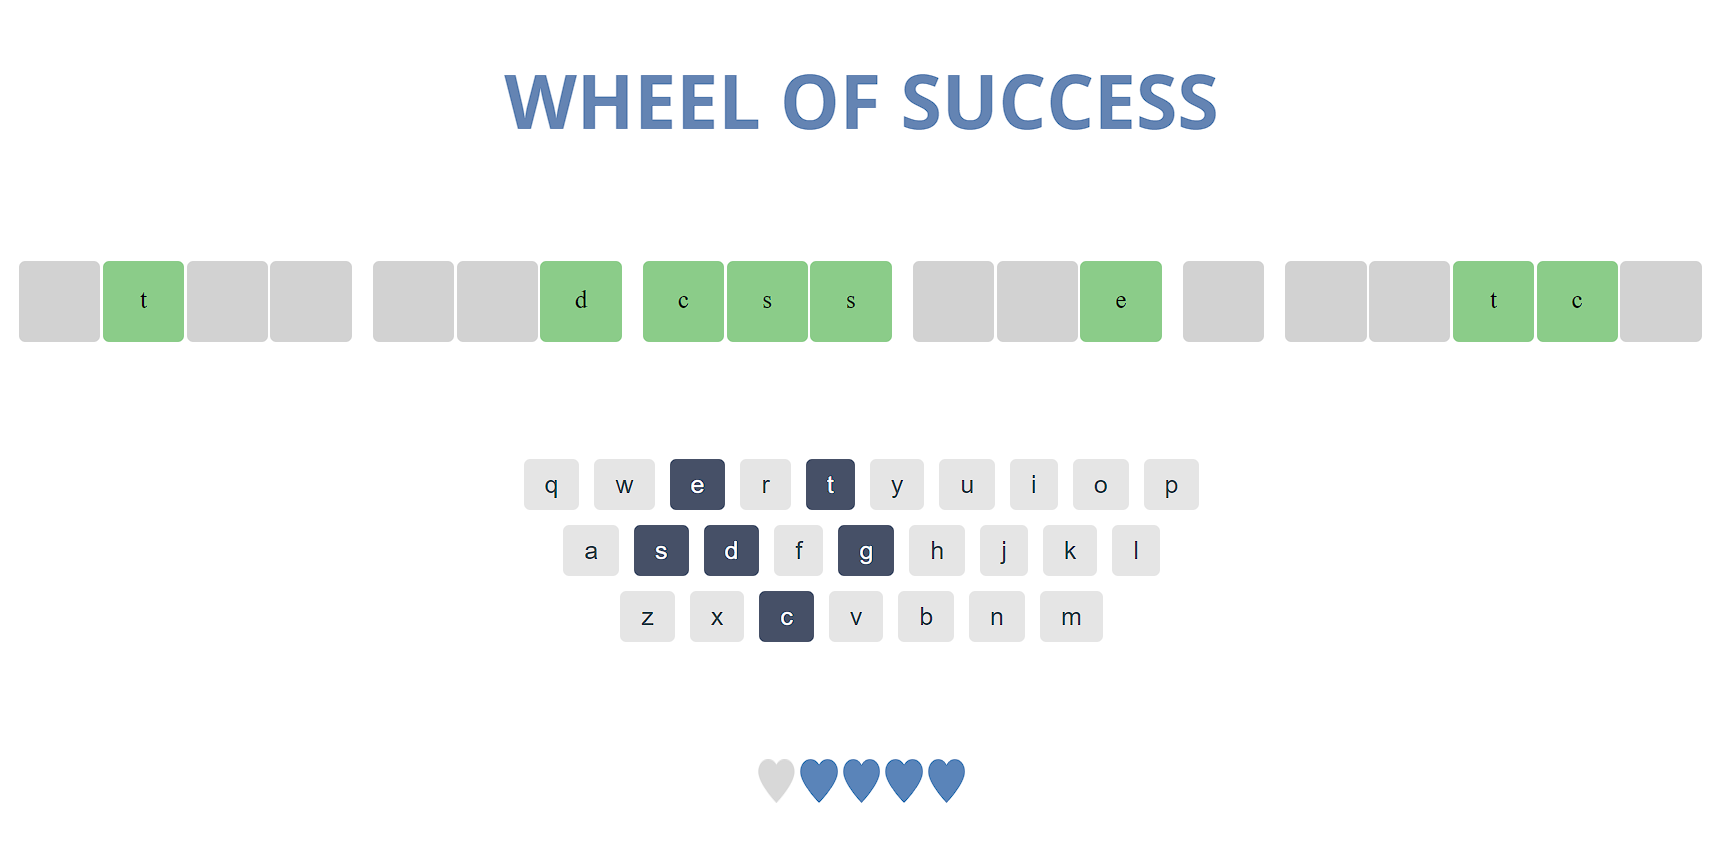 WHEEL OF SUCCESS
t d c s s e t c
q w e r t y u i o p
a s d f g h j k l
z x c v b n m